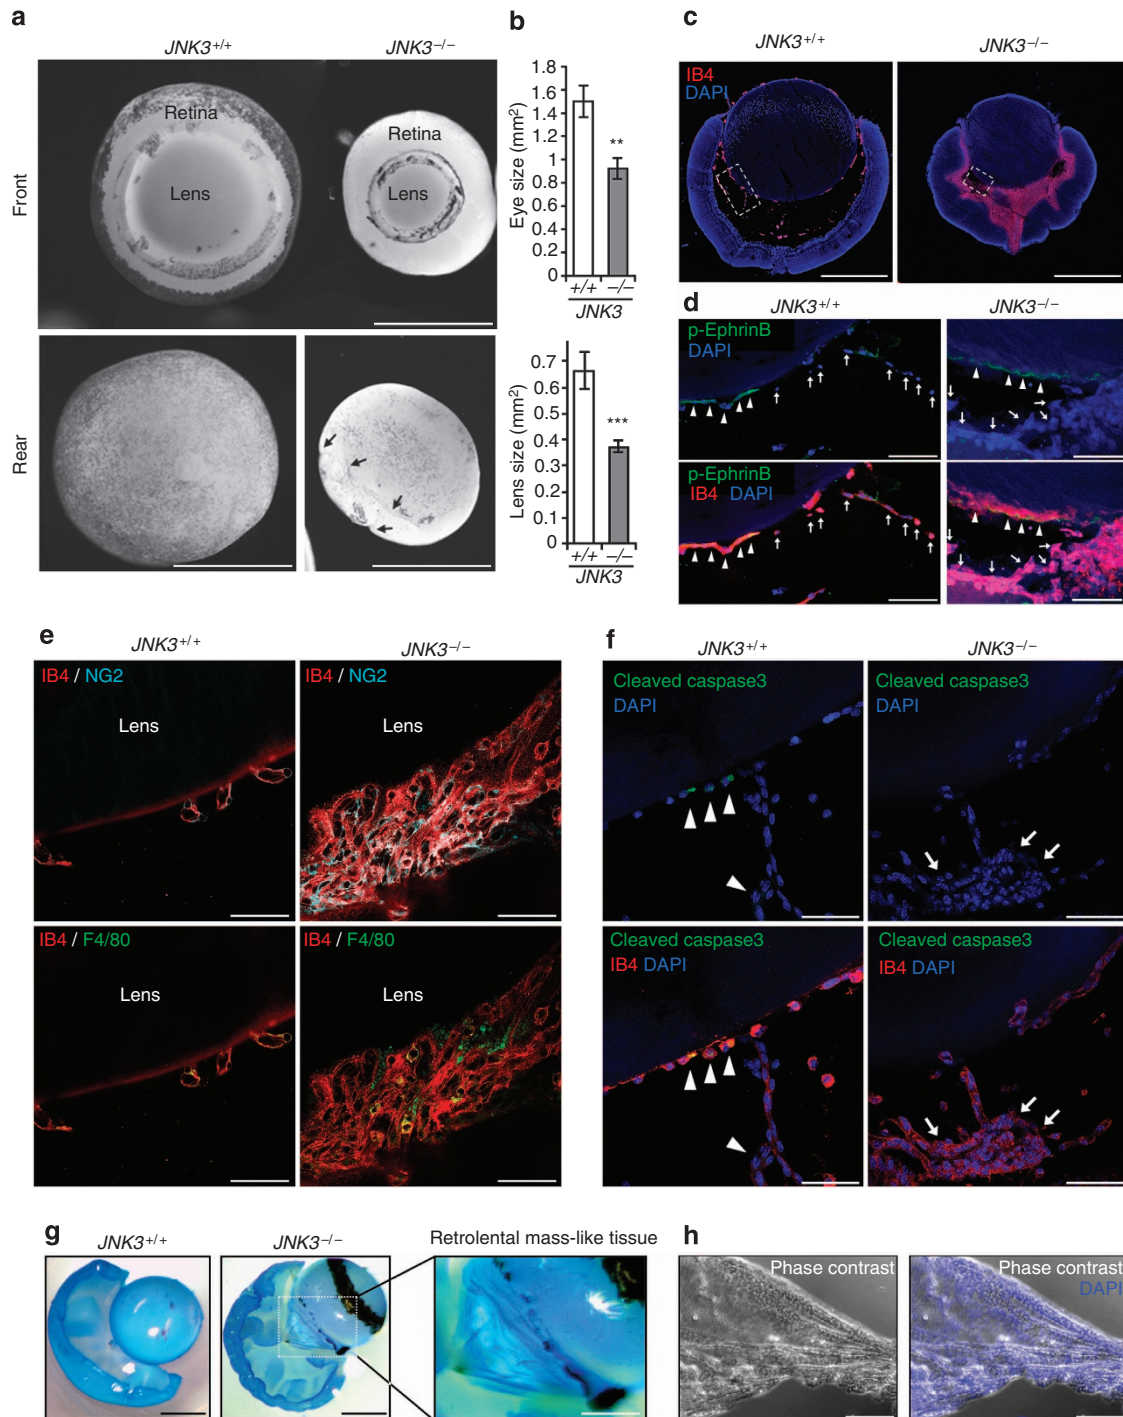 a
JNK3+/+
JNK3−/−
Front
Retina
Lens
Retina
Lens
Rear
b
Eye size (mm2)
1.8
1.6
1.4
1.2
1
0.8
0.6
0.4
0.2
0
**
+/+ −/−
JNK3
Lens size (mm2)
0.7
0.6
0.5
0.4
0.3
0.2
0.1
0
***
+/+ −/−
JNK3
c
JNK3+/+
JNK3−/−
IB4
DAPI
d
JNK3+/+
JNK3−/−
p-EphrinB
DAPI
p-EphrinB
IB4 DAPI
e
JNK3+/+
JNK3−/−
IB4 / NG2
Lens
IB4 / NG2
Lens
IB4 / F4/80
Lens
IB4 / F4/80
Lens
f
JNK3+/+
JNK3−/−
Cleaved caspase3
DAPI
Cleaved caspase3
DAPI
Cleaved caspase3
IB4 DAPI
Cleaved caspase3
IB4 DAPI
g
JNK3+/+
JNK3−/−
Retrolental mass-like tissue
h
Phase contrast
Phase contrast
DAPI